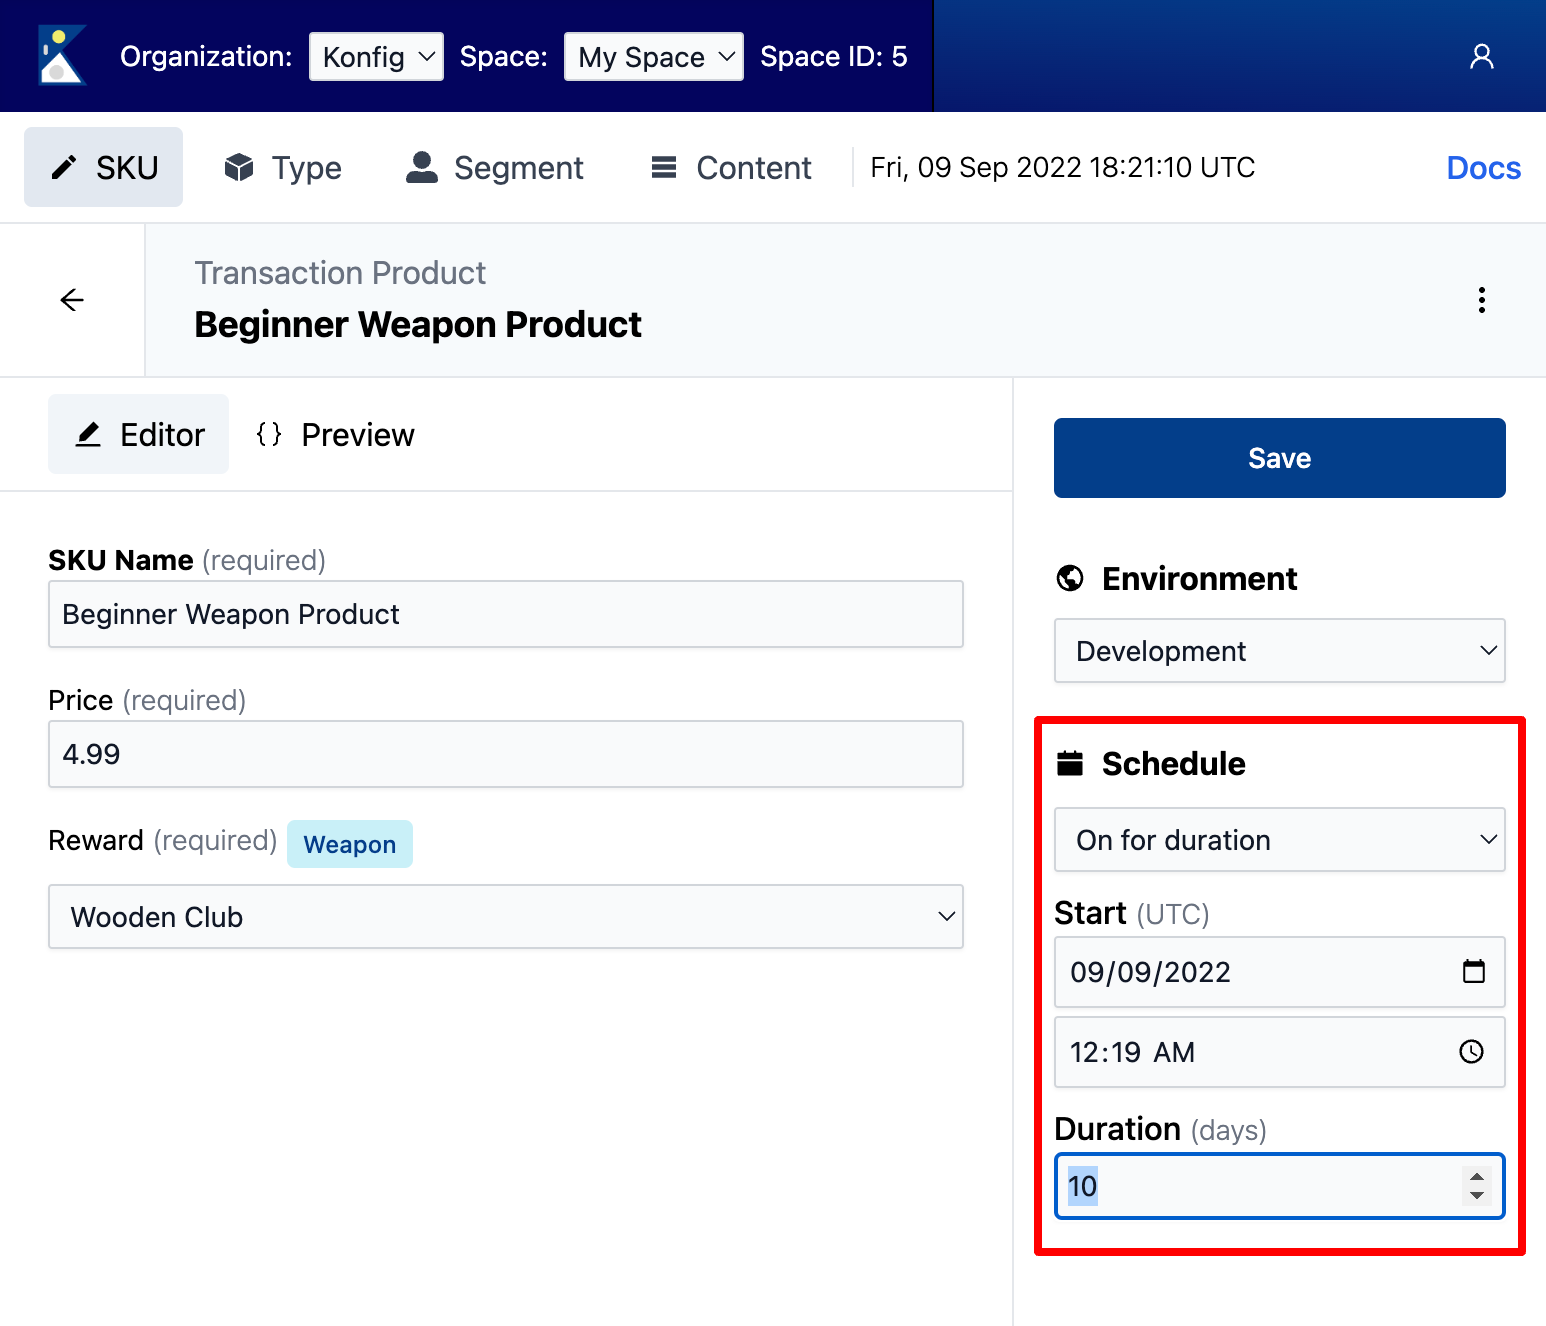 Organization: Konfig Space: My Space Space ID: 5
SKU Type Segment Content Fri, 09 Sep 2022 18:21:10 UTC Docs
Transaction Product
Beginner Weapon Product
Editor {} Preview
Save
SKU Name (required)
Beginner Weapon Product
Price (required)
4.99
Reward (required) Weapon
Wooden Club
Environment
Development
Schedule
On for duration
Start (UTC)
09/09/2022
12:19 AM
Duration (days)
10